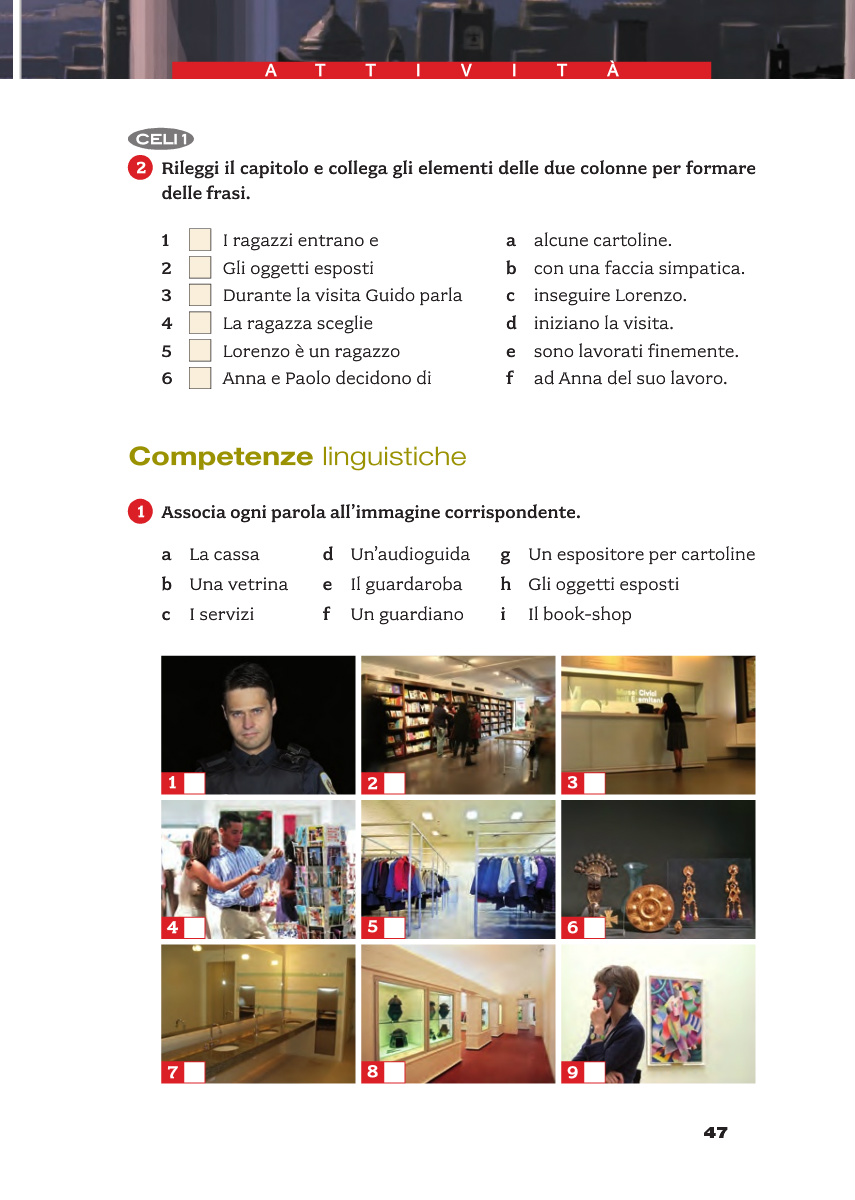 ATTIVITÀ
CELI 1
2 Rileggi il capitolo e collega gli elementi delle due colonne per formare
delle frasi.
1 I ragazzi entrano e
2 Gli oggetti esposti
3 Durante la visita Guido parla
4 La ragazza sceglie
5 Lorenzo è un ragazzo
6 Anna e Paolo decidono di
a alcune cartoline.
b con una faccia simpatica.
c inseguire Lorenzo.
d iniziano la visita.
e sono lavorati finemente.
f ad Anna del suo lavoro.
Competenze linguistiche
1 Associa ogni parola all'immagine corrispondente.
a La cassa
b Una vetrina
c I servizi
d Un'audioguida
e Il guardaroba
f Un guardiano
g Un espositore per cartoline
h Gli oggetti esposti
i Il book-shop
1
2
Musei Civici
3
4
5
6
7
8
9
47